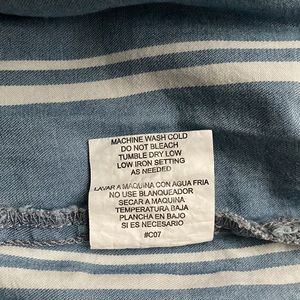 MACHINE WASH COLD
DO NOT BLEACH
TUMBLE DRY LOW
LOW IRON SETTING
AS NEEDED
LAVAR A MAQUINA CON AGUA FRIA
NO USE BLANQUEADOR
SECAR A MAQUINA
TEMPERATURA BAJA
PLANCHA EN BAJO
SI ES NECESARIO
#C07